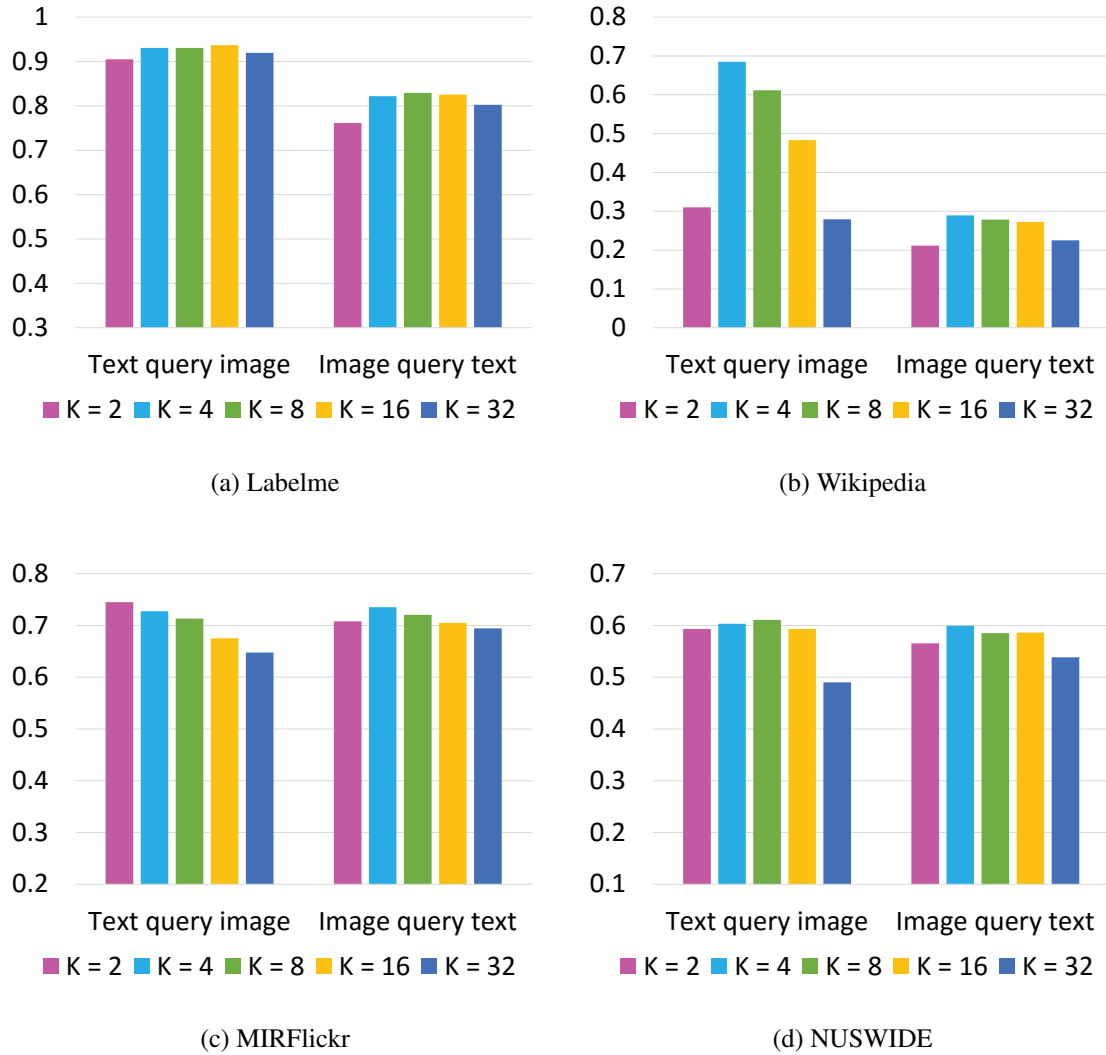 1
0.9
0.8
0.7
0.6
0.5
0.4
0.3
Text query image Image query text
K = 2 K = 4 K = 8 K = 16 K = 32
(a) Labelme
0.8
0.7
0.6
0.5
0.4
0.3
0.2
0.1
0
Text query image Image query text
K = 2 K = 4 K = 8 K = 16 K = 32
(b) Wikipedia
0.8
0.7
0.6
0.5
0.4
0.3
0.2
Text query image Image query text
K = 2 K = 4 K = 8 K = 16 K = 32
(c) MIRFlickr
0.7
0.6
0.5
0.4
0.3
0.2
0.1
Text query image Image query text
K = 2 K = 4 K = 8 K = 16 K = 32
(d) NUSWIDE